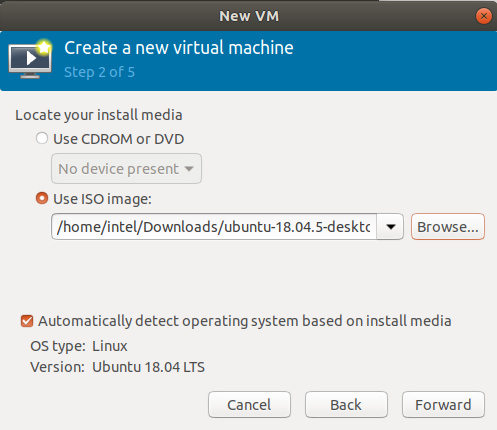 New VM
Create a new virtual machine
Step 2 of 5
Locate your install media
Use CDROM or DVD
No device present
Use ISO image:
/home/intel/Downloads/ubuntu-18.04.5-deskto
Browse...
Automatically detect operating system based on install media
OS type: Linux
Version: Ubuntu 18.04 LTS
Cancel Back Forward